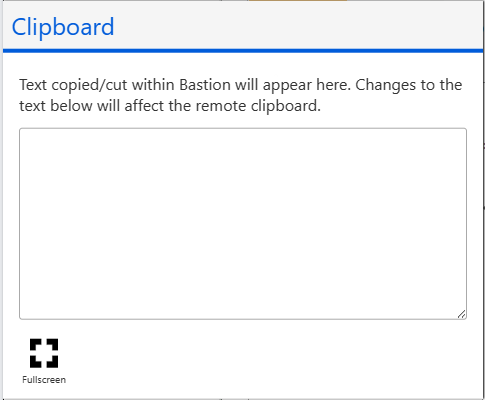 Clipboard
Text copied/cut within Bastion will appear here. Changes to the
text below will affect the remote clipboard.
Fullscreen